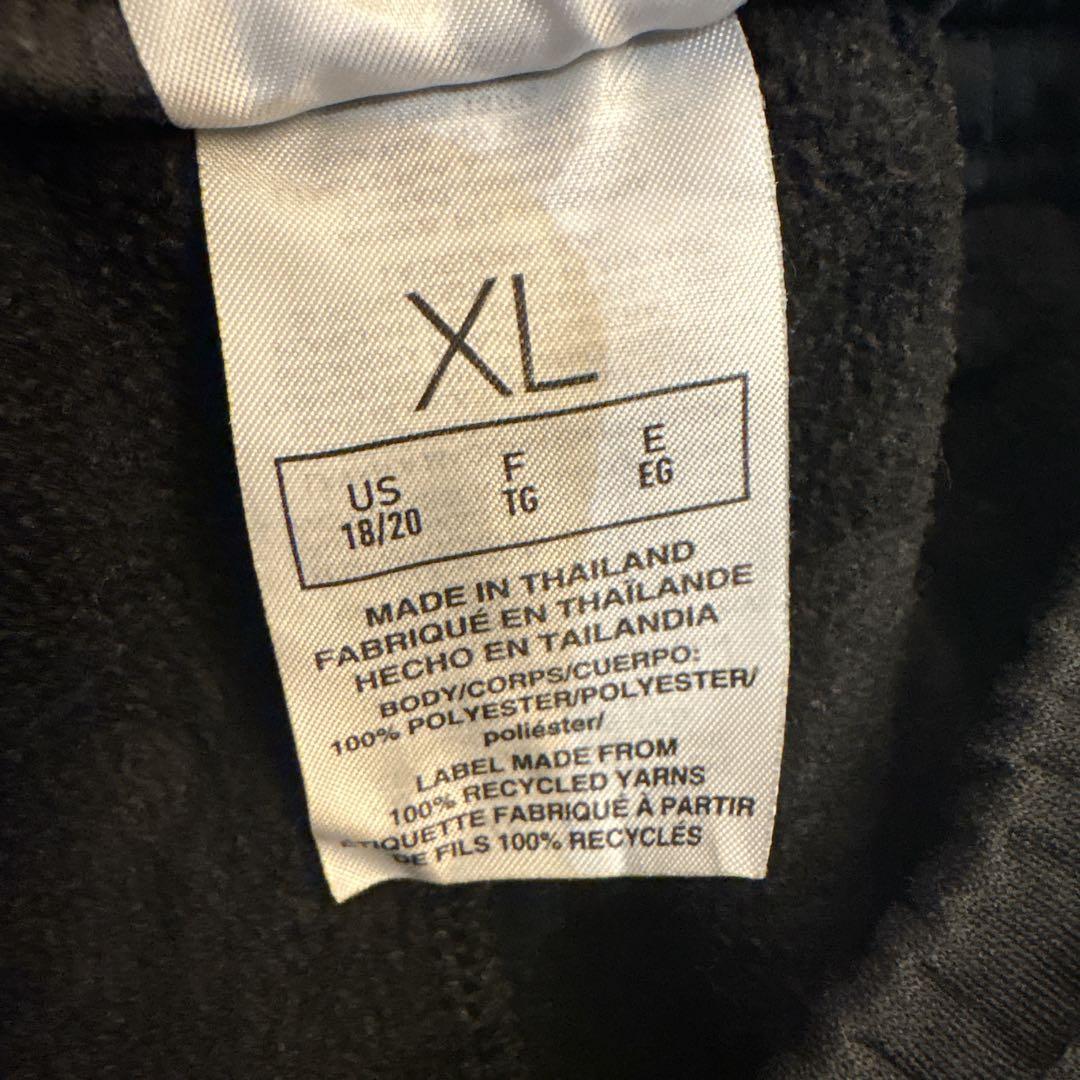 XL
US F E
18/20 TG EG
MADE IN THAILAND
FABRIQUÉ EN THAÏLANDE
HECHO EN TAILANDIA
BODY/CORPS/CUERPO:
100% POLYESTER/POLYESTER/
poliéster/
LABEL MADE FROM
100% RECYCLED YARNS
ÉTIQUETTE FABRIQUÉ À PARTIR
DE FILS 100% RECYCLÉS